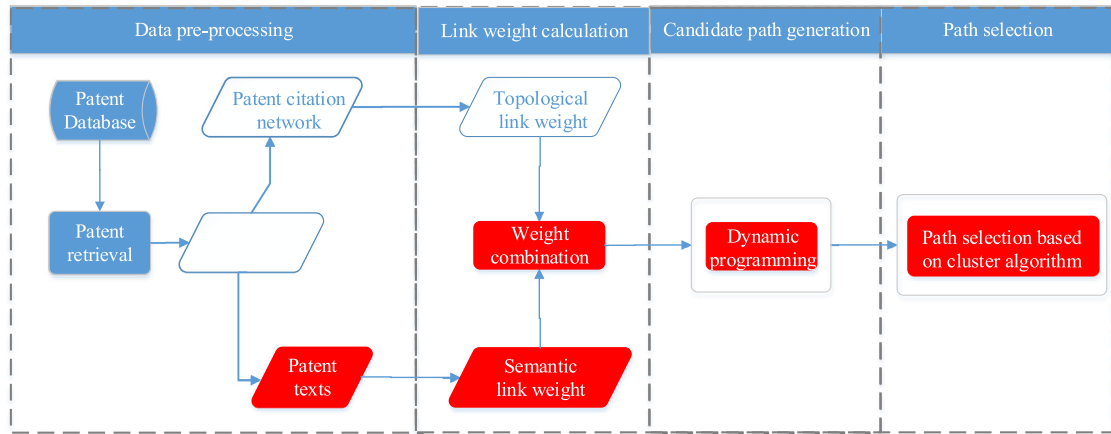 Data pre-processing
Link weight calculation
Candidate path generation
Path selection
Patent
Database
Patent citation
network
Topological
link weight
Patent
retrieval
Weight
combination
Dynamic
programming
Path selection based
on cluster algorithm
Patent
texts
Semantic
link weight